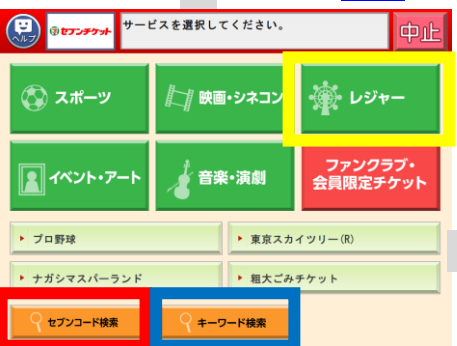 ヘルプ
セブンチケット
サービスを選択してください。
中止
スポーツ
映画・シネコン
レジャー
イベント・アート
音楽・演劇
ファンクラブ・
会員限定チケット
プロ野球
東京スカイツリー(R)
ナガシマスパーランド
粗大ごみチケット
セブンコード検索
キーワード検索